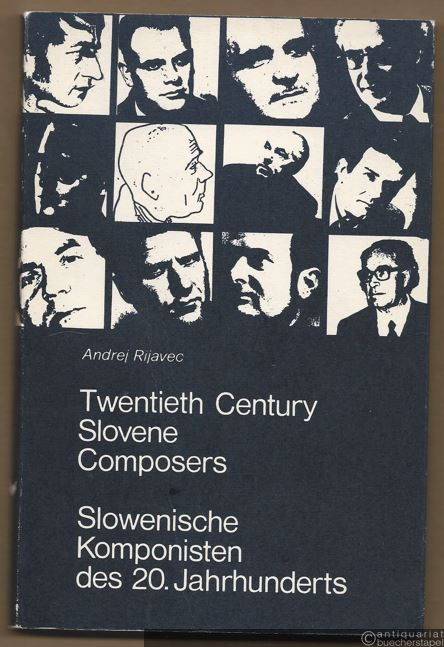 Andrej Rijavec
Twentieth Century
Slovene
Composers
Slowenische
Komponisten
des 20. Jahrhunderts
©antiquariat
buecherstapel